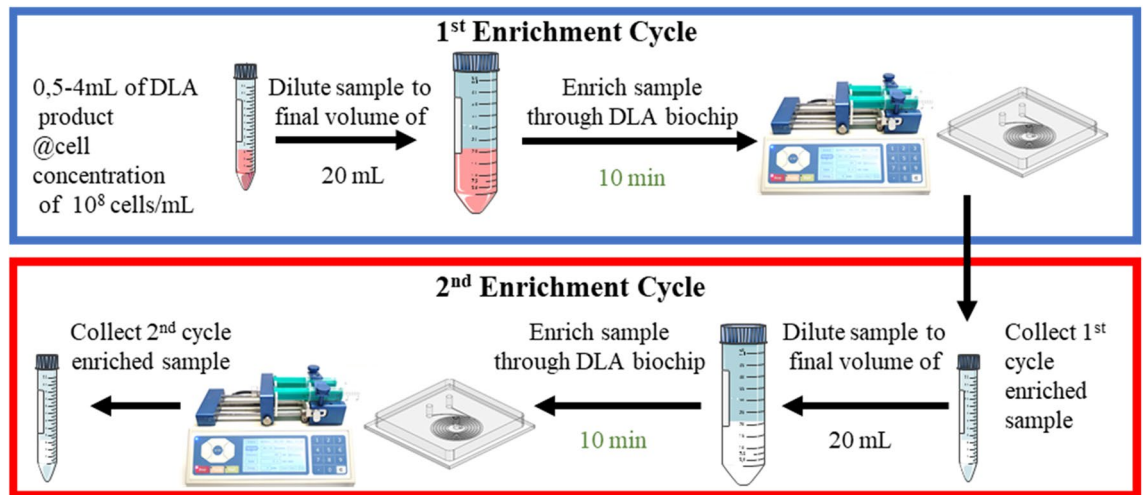 1st Enrichment Cycle
0,5-4mL of DLA
product
@cell
concentration
of 10⁸ cells/mL
Dilute sample to
final volume of
20 mL
Enrich sample
through DLA biochip
10 min
2nd Enrichment Cycle
Collect 1st
cycle
enriched
sample
Dilute sample to
final volume of
20 mL
Enrich sample
through DLA biochip
10 min
Collect 2nd cycle
enriched sample